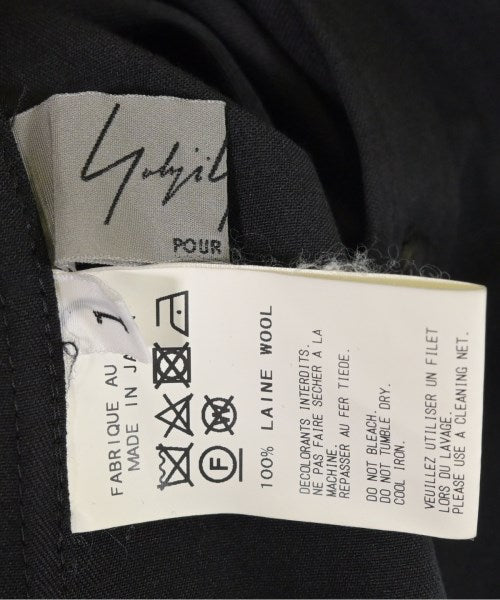 POUR
1
FABRIQUE AU
MADE IN JA
F
W
100% LAINE WOOL
DECOLORANTS INTERDITS.
NE PAS FAIRE SECHER A LA
MACHINE.
REPASSER AU FER TIEDE.
DO NOT BLEACH.
DO NOT TUMBLE DRY.
COOL IRON.
VEUILLEZ UTILISER UN FILET
LORS DU LAVAGE.
PLEASE USE A CLEANING NET.